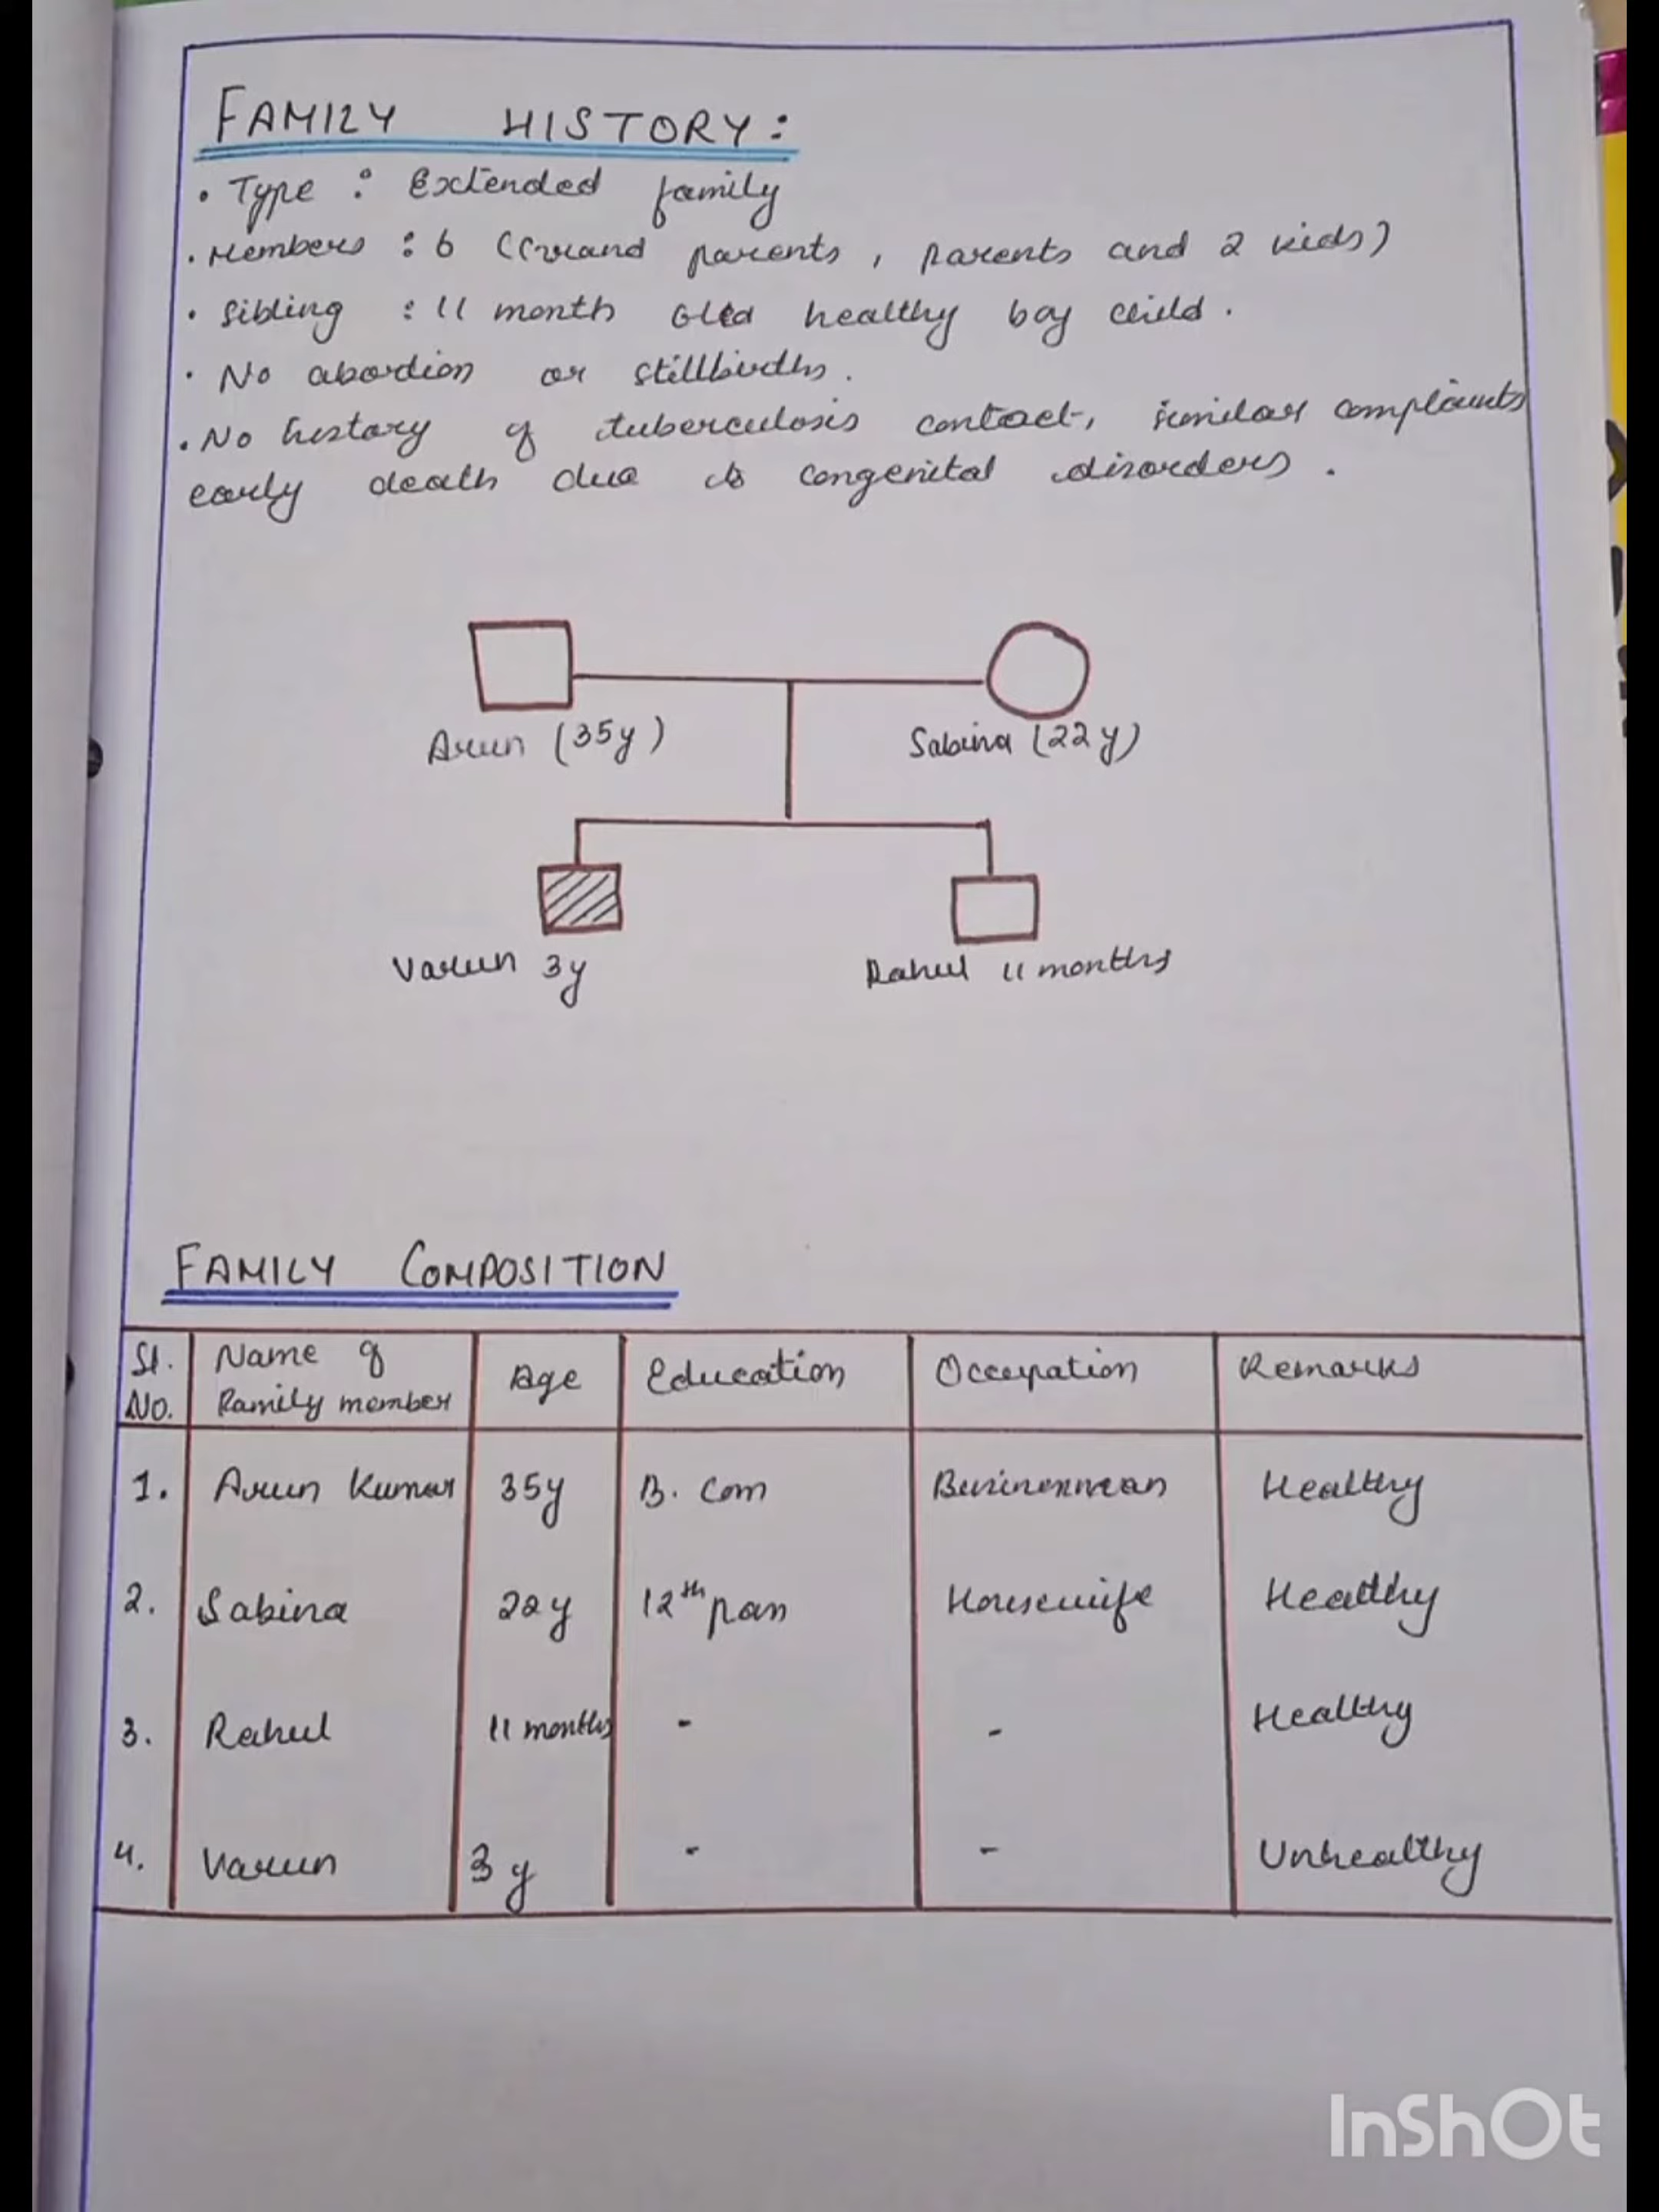 FAMILY HISTORY:
• Type : Extended family
• Members : 6 (Grand parents, parents and 2 kids)
• Sibling : 11 month old healthy boy child.
• No abortion or stillbirths.
• No history of tuberculosis contact, similar complaints
early death due to congenital disorders.
Arun (35y) Sabina (22y)
Varun 3y Rahul 11 months
FAMILY COMPOSITION
Sl. No. Name of Family member Age Education Occupation Remarks
1. Arun Kumar 35y B. Com Businessman Healthy
2. Sabina 22y 12th pass Housewife Healthy
3. Rahul 11 months - - Healthy
4. Varun 3y - - Unhealthy
InShOt